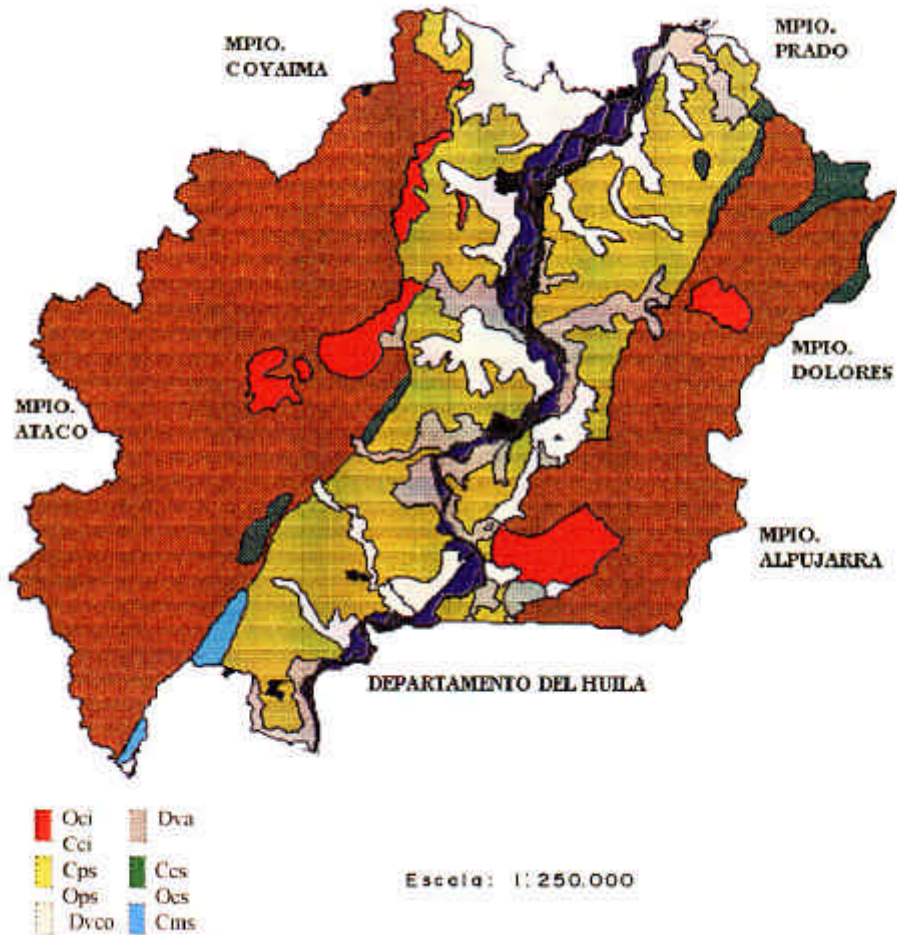 MPIO.
COYAIMA
MPIO.
PRADO
MPIO.
DOLORES
MPIO.
ATACO
MPIO.
ALPUJARRA
DEPARTAMENTO DEL HUILA
Oci
Cci
Cps
Ops
Dvco
Dva
Ccs
Ocs
Cms
Escala: 1:250.000